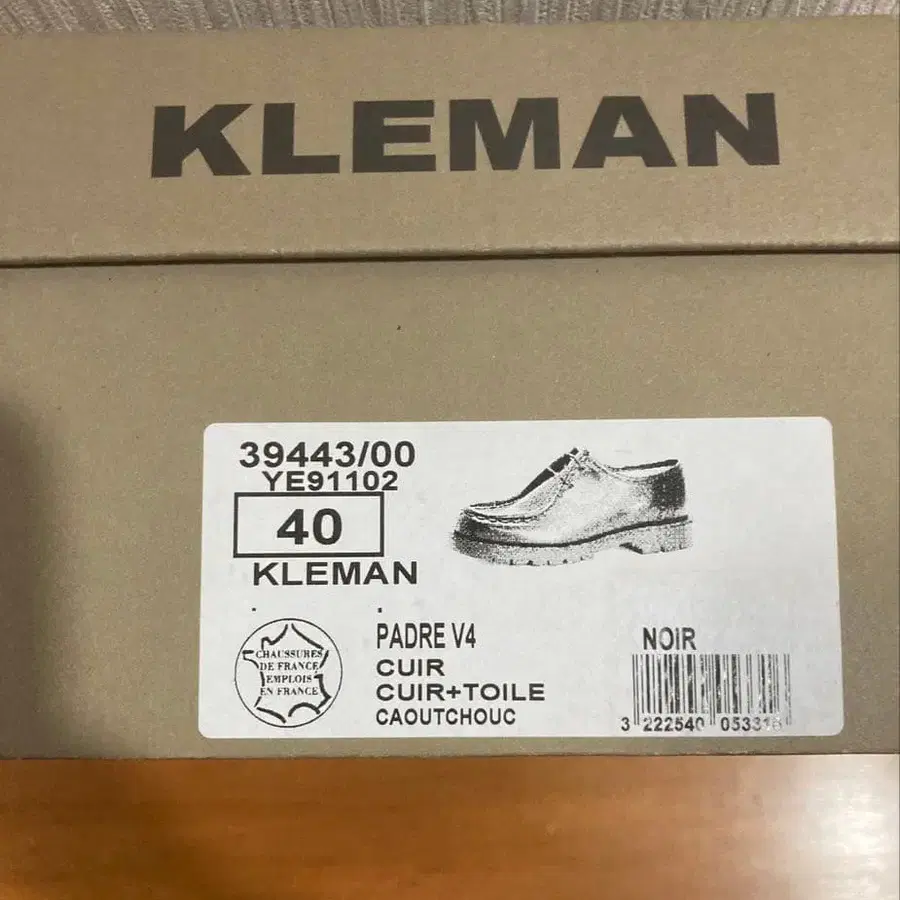 KLEMAN
39443/00
YE91102
40
KLEMAN
CHAUSSURES
DE FRANCE
EMPLOIS
EN FRANCE
PADRE V4
CUIR
CUIR+TOILE
CAOUTCHOUC
NOIR
3 222540